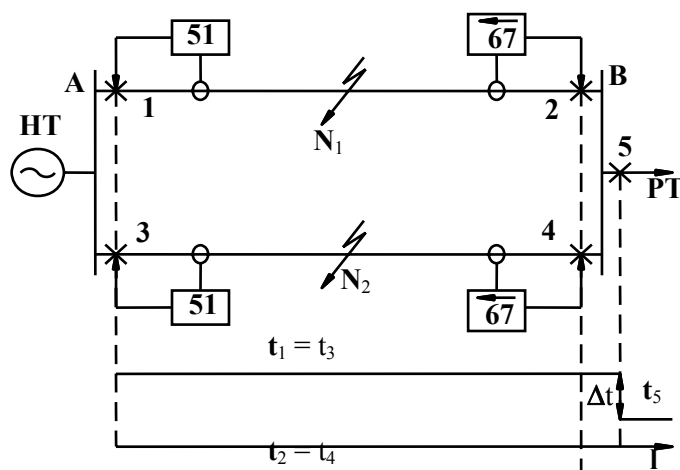 51
67
A
B
1
2
HT
N₁
5
PT
3
4
N₂
51
67
t₁ = t₃
Δt
t₅
t₂ = t₄
l